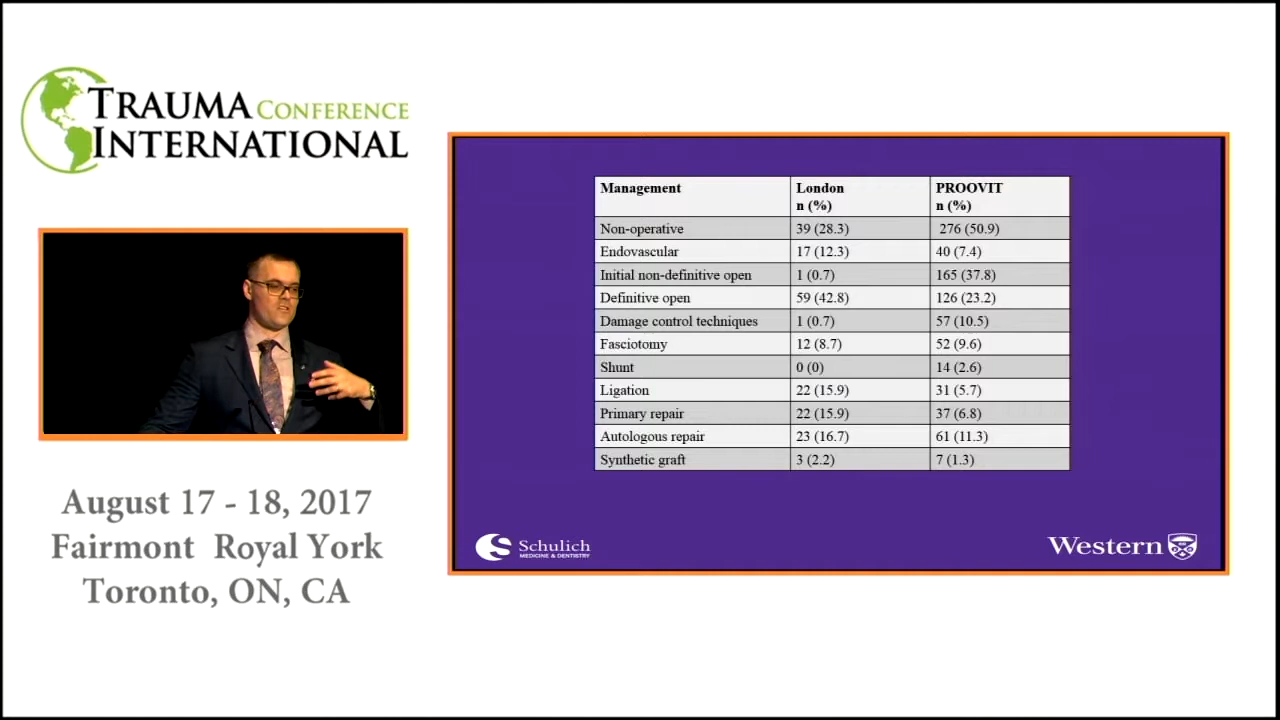 TRAUMA CONFERENCE
INTERNATIONAL
August 17 - 18, 2017
Fairmont Royal York
Toronto, ON, CA
Management London PROOVIT
n (%) n (%)
Non-operative 39 (28.3) 276 (50.9)
Endovascular 17 (12.3) 40 (7.4)
Initial non-definitive open 1 (0.7) 165 (37.8)
Definitive open 59 (42.8) 126 (23.2)
Damage control techniques 1 (0.7) 57 (10.5)
Fasciotomy 12 (8.7) 52 (9.6)
Shunt 0 (0) 14 (2.6)
Ligation 22 (15.9) 31 (5.7)
Primary repair 22 (15.9) 37 (6.8)
Autologous repair 23 (16.7) 61 (11.3)
Synthetic graft 3 (2.2) 7 (1.3)
Schulich
MEDICINE & DENTISTRY
Western